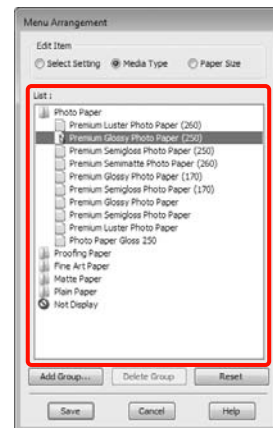 Menu Arrangement
Edit Item
Select Setting Media Type Paper Size
List :
Photo Paper
Premium Luster Photo Paper (260)
Premium Glossy Photo Paper (250)
Premium Semigloss Photo Paper (250)
Premium Semimatte Photo Paper (260)
Premium Glossy Photo Paper (170)
Premium Semigloss Photo Paper (170)
Premium Glossy Photo Paper
Premium Semigloss Photo Paper
Premium Luster Photo Paper
Photo Paper Gloss 250
Proofing Paper
Fine Art Paper
Matte Paper
Plain Paper
Not Display
Add Group... Delete Group Reset
Save Cancel Help